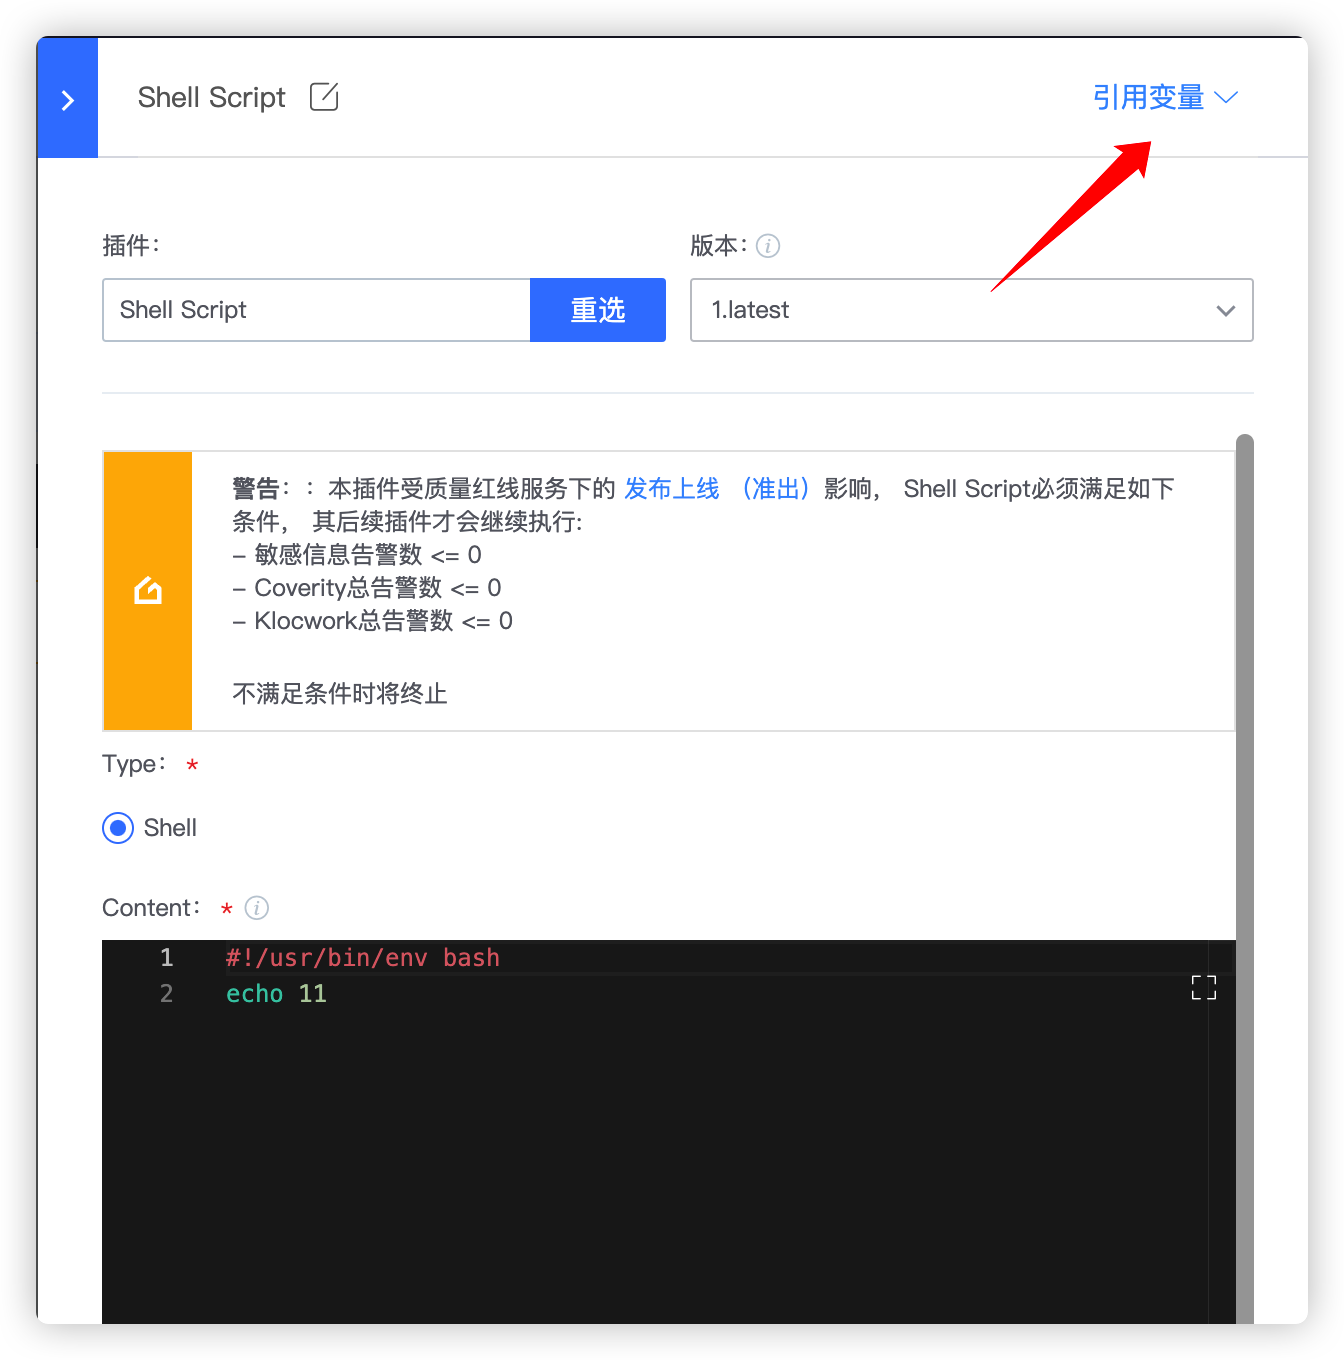 Shell Script
引用变量
插件：
版本：
Shell Script
重选
1.latest
警告：：本插件受质量红线服务下的 发布上线 （准出）影响， Shell Script必须满足如下
条件， 其后续插件才会继续执行:
– 敏感信息告警数 <= 0
– Coverity总告警数 <= 0
– Klocwork总告警数 <= 0
不满足条件时将终止
Type： *
Shell
Content： *
1 #!/usr/bin/env bash
2 echo 11